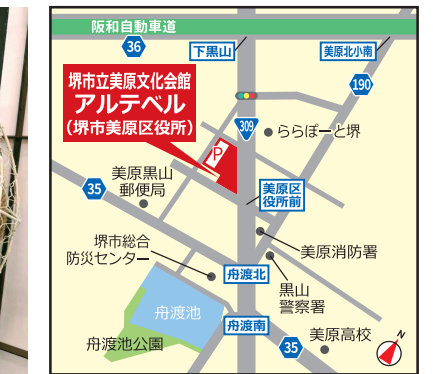 阪和自動車道
36
下黒山
美原北小南
堺市立美原文化会館
アルテベル
(堺市美原区役所)
190
309
ららぽーと堺
P
美原黒山
郵便局
35
美原区
役所前
堺市総合
防災センター
美原消防署
舟渡北
黒山
警察署
舟渡池
舟渡南
舟渡池公園
35
美原高校
N